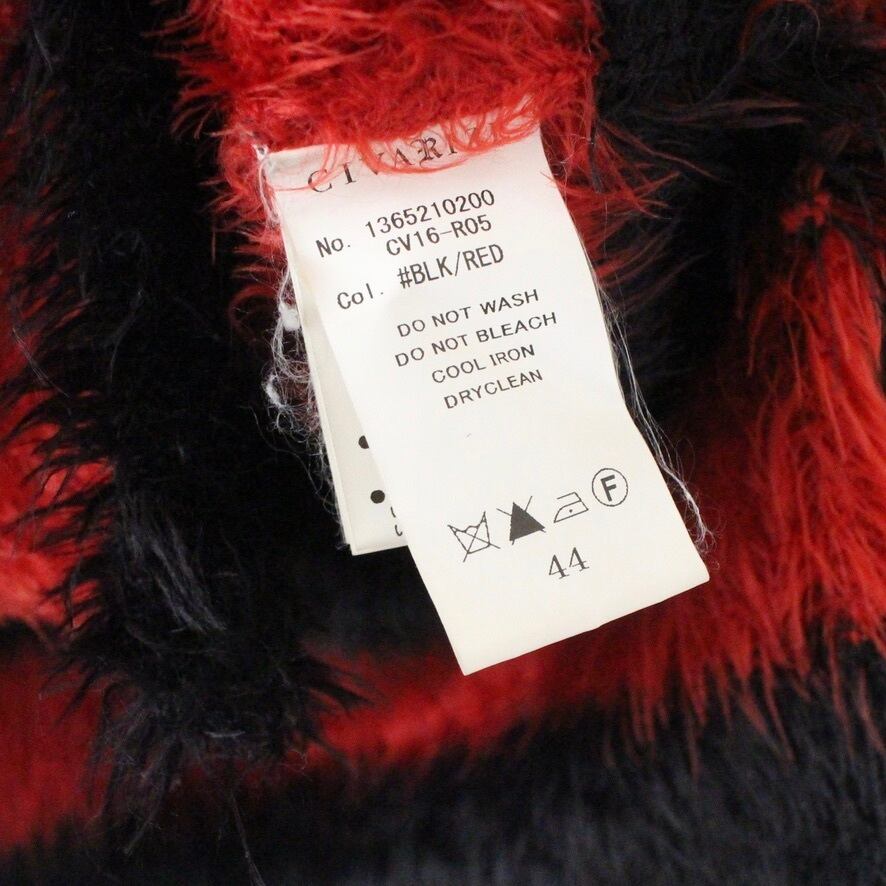 No. 1365210200
CV16-R05
Col. #BLK/RED
DO NOT WASH
DO NOT BLEACH
COOL IRON
DRYCLEAN
F
44